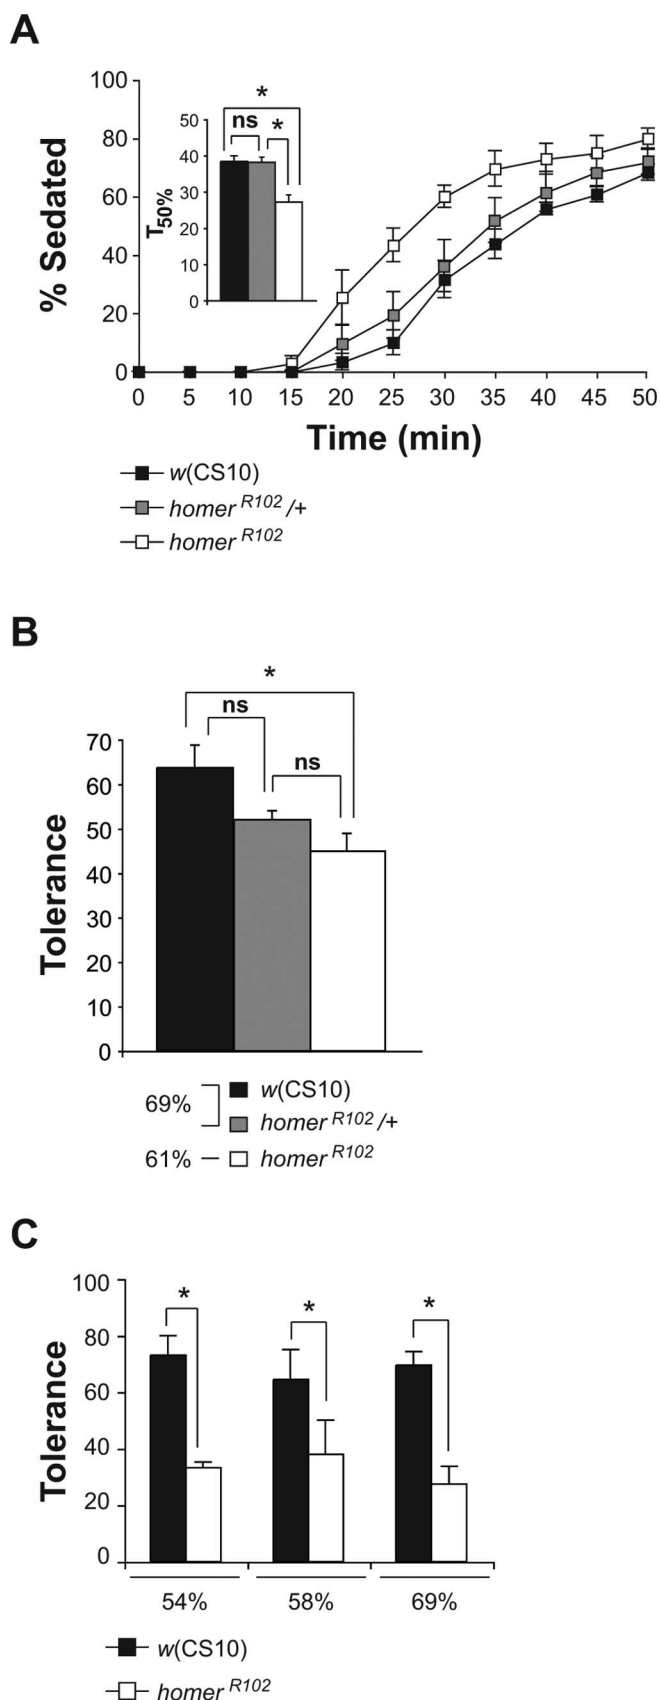 A
100
80
60
40
20
0
% Sedated
*
ns *
50
40
30
20
10
0
T50%
0 5 10 15 20 25 30 35 40 45 50
Time (min)
w(CS10)
homer R102 /+
homer R102
B
*
ns
ns
70
60
50
40
30
20
10
0
Tolerance
69% w(CS10)
homer R102 /+
61% homer R102
C
100
80
60
40
20
0
Tolerance
* * *
54% 58% 69%
w(CS10)
homer R102